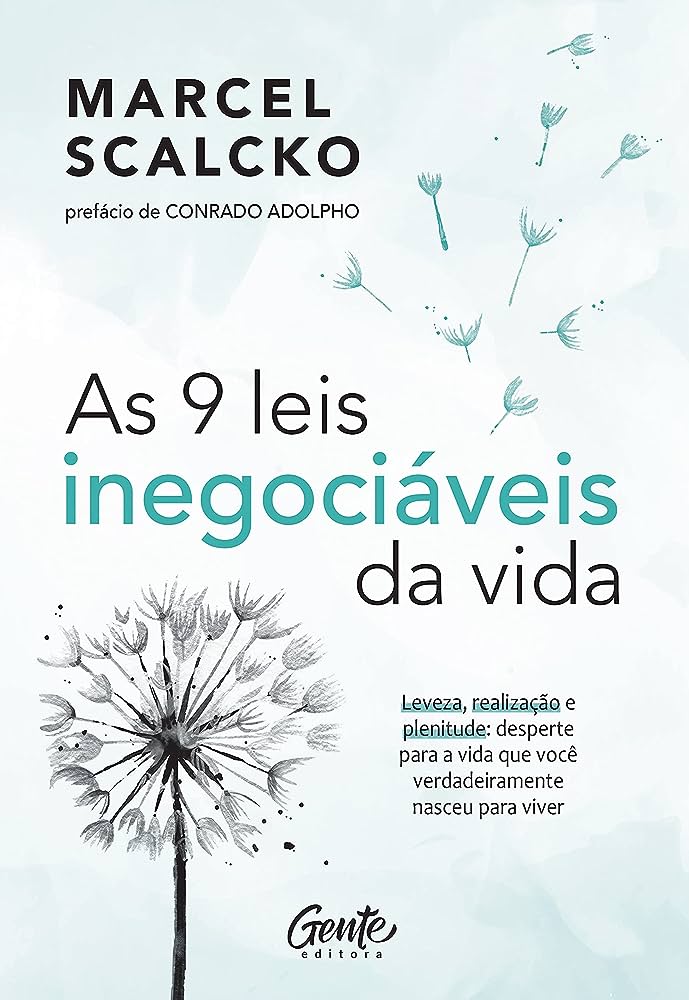 MARCEL
SCALCKO
prefácio de CONRADO ADOLPHO
As 9 leis
inegociáveis
da vida
Leveza, realização e
plenitude: desperte
para a vida que você
verdadeiramente
nasceu para viver
Gente
editora